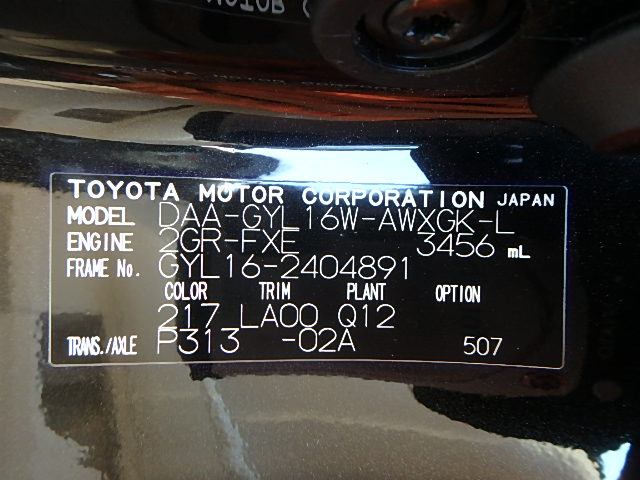 TOYOTA MOTOR CORPORATION JAPAN
MODEL DAA-GYL16W-AWXGK-L
ENGINE 2GR-FXE 3456 mL
FRAME No. GYL16-2404891
COLOR TRIM PLANT OPTION
217 LA00 Q12
TRANS./AXLE P313 -02A 507